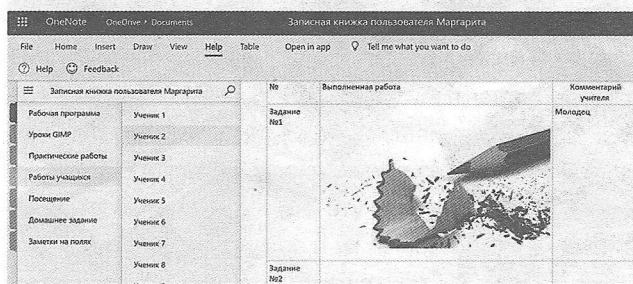 OneNote OneDrive ▸ Documents Записная книжка пользователя Маргарита
File Home Insert Draw View Help Table Open in app Tell me what you want to do
Help Feedback
Записная книжка пользователя Маргарита
Рабочая программа
Уроки GIMP
Практические работы
Работы учащихся
Посещение
Домашнее задание
Заметки на полях
Ученик 1
Ученик 2
Ученик 3
Ученик 4
Ученик 5
Ученик 6
Ученик 7
Ученик 8
№ Выполненная работа Комментарий
учителя
Задание
№1
Молодец
Задание
№2